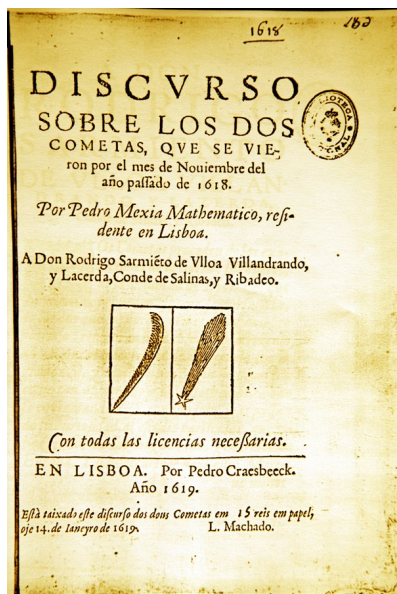 1618
DISCVRSO
SOBRE LOS DOS
COMETAS, QVE SE VIE-
ron por el mes de Nouiembre del
año paſſado de 1618.
Por Pedro Mexia Mathematico, reſi-
dente en Lisboa.
A Don Rodrigo Sarmiẽto de Vlloa Villandrando,
y Lacerda, Conde de Salinas, y Ribadeo.
Con todas las licencias neceßarias.
EN LISBOA. Por Pedro Craesbeeck.
Año 1619.
Està taixado eſte diſcurſo dos dous Cometas em 15 reis em papel,
oje 14. de Ianeyro de 1619.    L. Machado.